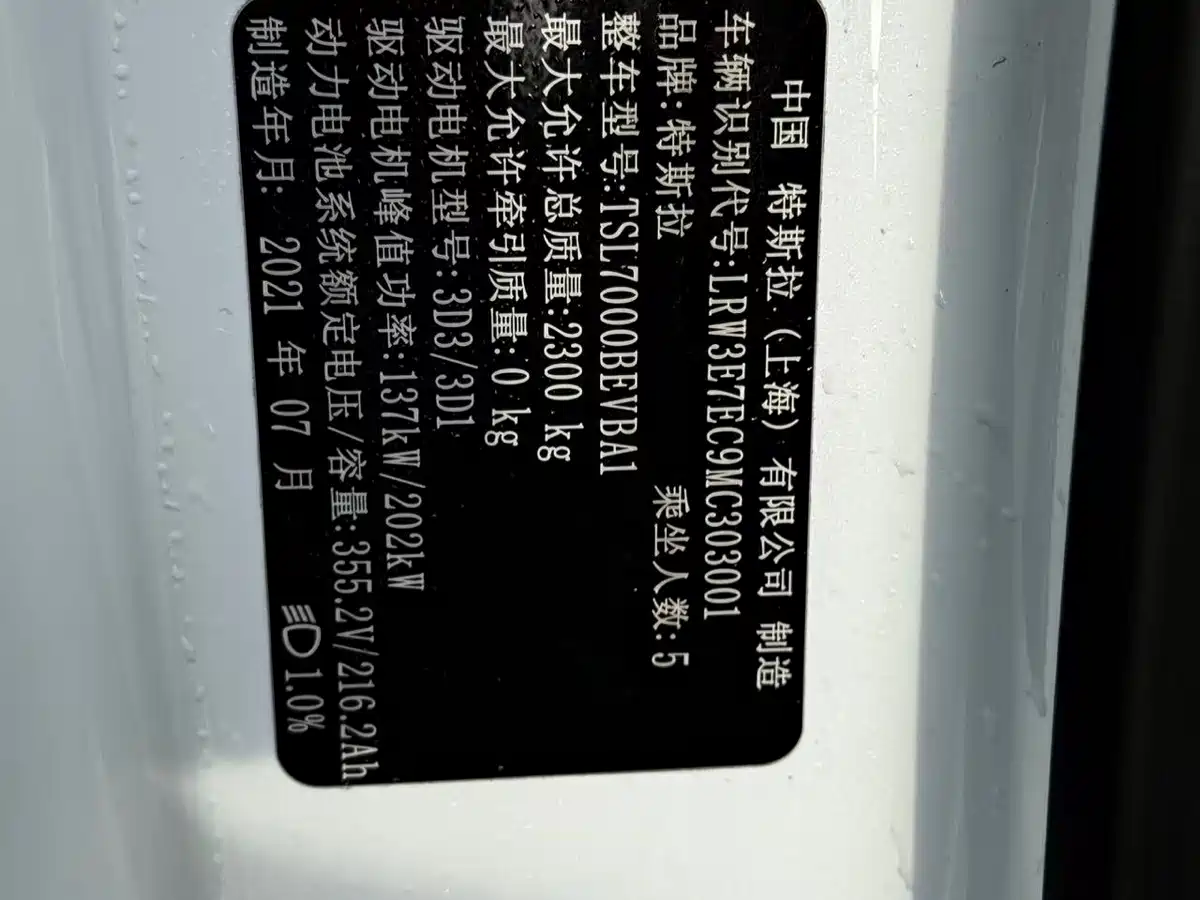 中国 特斯拉（上海）有限公司 制造
车辆识别代号:LRW3E7EC9MC303001
品牌:特斯拉 乘坐人数:5
整车型号:TSL7000BEVBA1
最大允许总质量:2300 kg
最大允许牵引质量:0 kg
驱动电机型号:3D3/3D1
驱动电机峰值功率:137kW/202kW
动力电池系统额定电压/容量:355.2V/216.2Ah
制造年月: 2021 年 07 月 1.0%